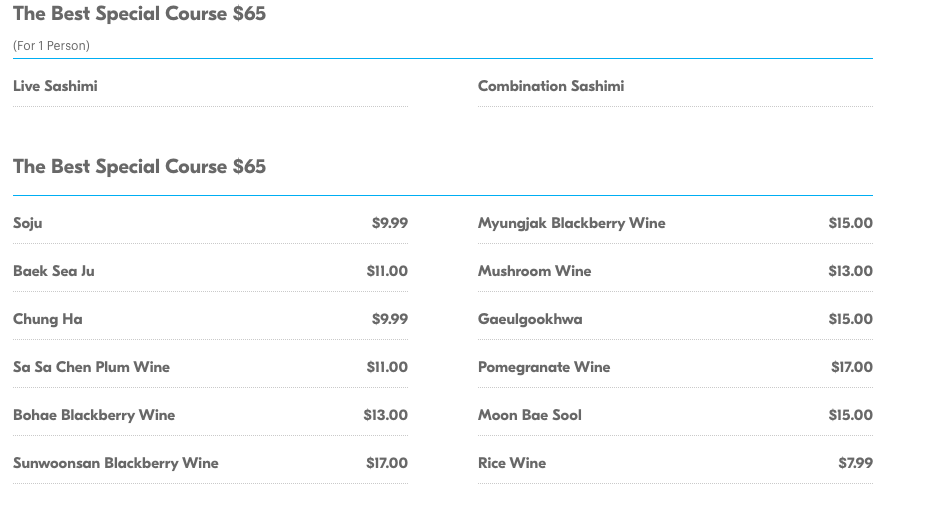 The Best Special Course $65
(For 1 Person)
Live Sashimi
Combination Sashimi
The Best Special Course $65
Soju $9.99
Myungjak Blackberry Wine $15.00
Baek Sea Ju $11.00
Mushroom Wine $13.00
Chung Ha $9.99
Gaeulgookhwa $15.00
Sa Sa Chen Plum Wine $11.00
Pomegranate Wine $17.00
Bohae Blackberry Wine $13.00
Moon Bae Sool $15.00
Sunwoonsan Blackberry Wine $17.00
Rice Wine $7.99